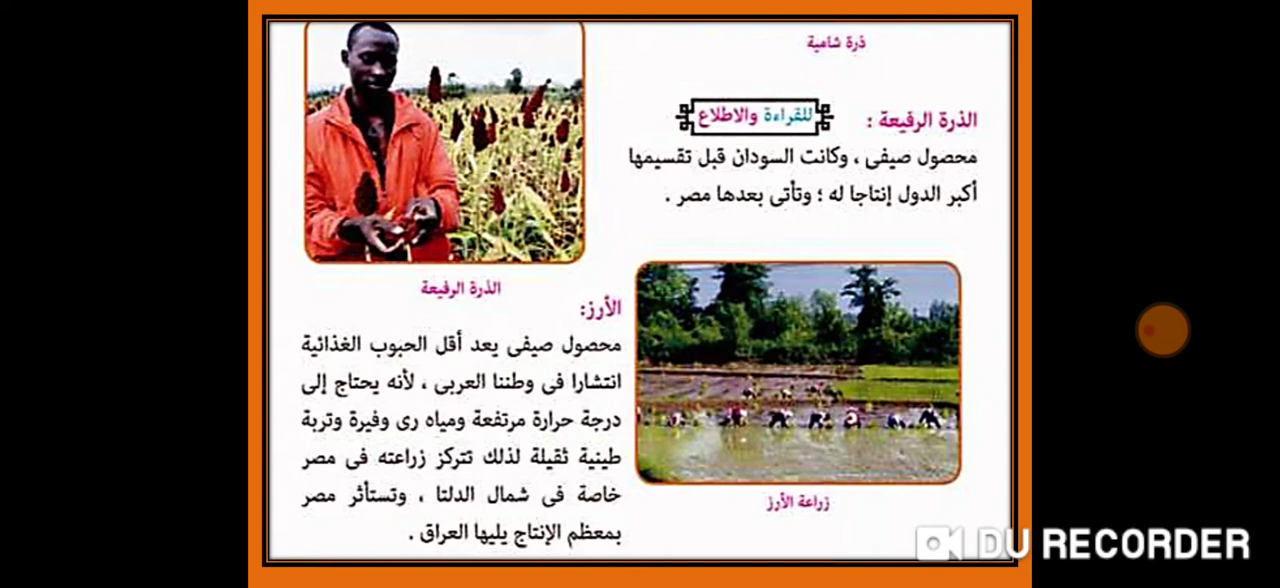 ذرة شامية
للقراءة والاطلاع
الذرة الرفيعة :
محصول صيفى ، وكانت السودان قبل تقسيمها
أكبر الدول إنتاجا له ؛ وتأتى بعدها مصر .
الذرة الرفيعة
الأرز:
محصول صيفى يعد أقل الحبوب الغذائية
انتشارا فى وطننا العربى ، لأنه يحتاج إلى
درجة حرارة مرتفعة ومياه رى وفيرة وتربة
طينية ثقيلة لذلك تتركز زراعته فى مصر
خاصة فى شمال الدلتا ، وتستأثر مصر
بمعظم الإنتاج يليها العراق .
زراعة الأرز
DU RECORDER